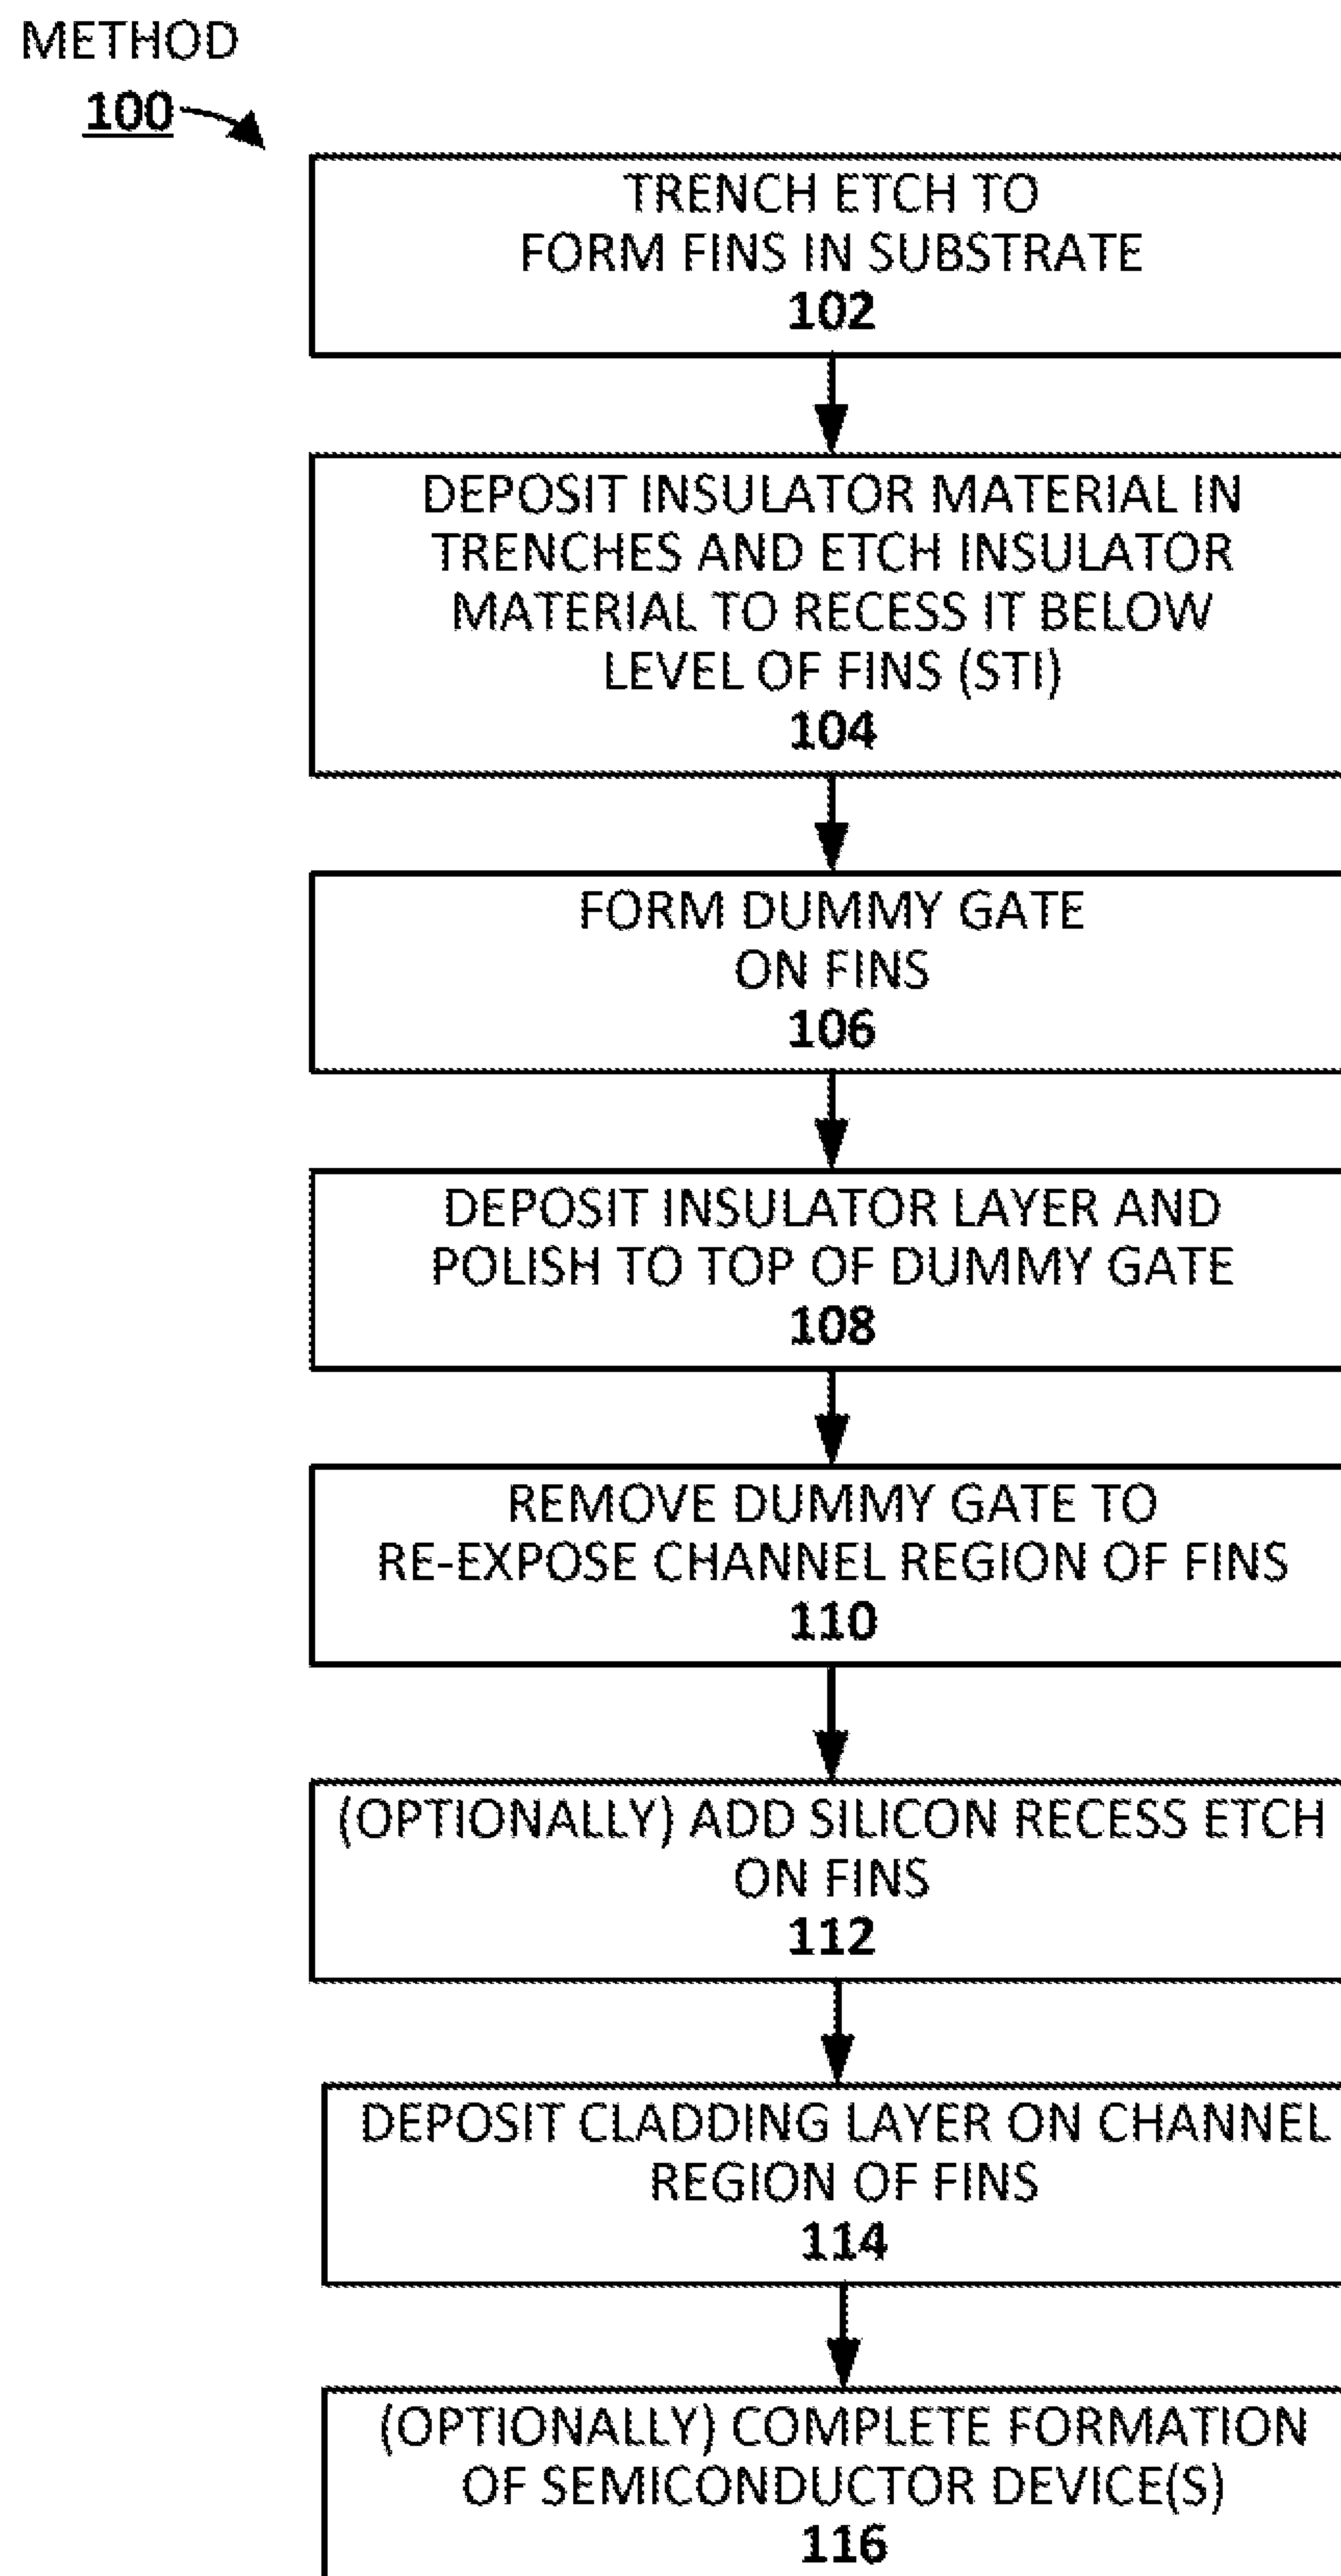 METHOD
100
TRENCH ETCH TO
FORM FINS IN SUBSTRATE
102
DEPOSIT INSULATOR MATERIAL IN
TRENCHES AND ETCH INSULATOR
MATERIAL TO RECESS IT BELOW
LEVEL OF FINS (STI)
104
FORM DUMMY GATE
ON FINS
106
DEPOSIT INSULATOR LAYER AND
POLISH TO TOP OF DUMMY GATE
108
REMOVE DUMMY GATE TO
RE-EXPOSE CHANNEL REGION OF FINS
110
(OPTIONALLY) ADD SILICON RECESS ETCH
ON FINS
112
DEPOSIT CLADDING LAYER ON CHANNEL
REGION OF FINS
114
(OPTIONALLY) COMPLETE FORMATION
OF SEMICONDUCTOR DEVICE(S)
116